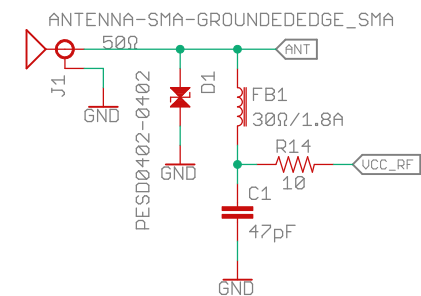 ANTENNA-SMA-GROUNDEDEDGE_SMA
50Ω
ANT
J1
GND
PESD0402-0402
D1
GND
FB1
30Ω/1.8A
R14
10
VCC_RF
C1
47pF
GND